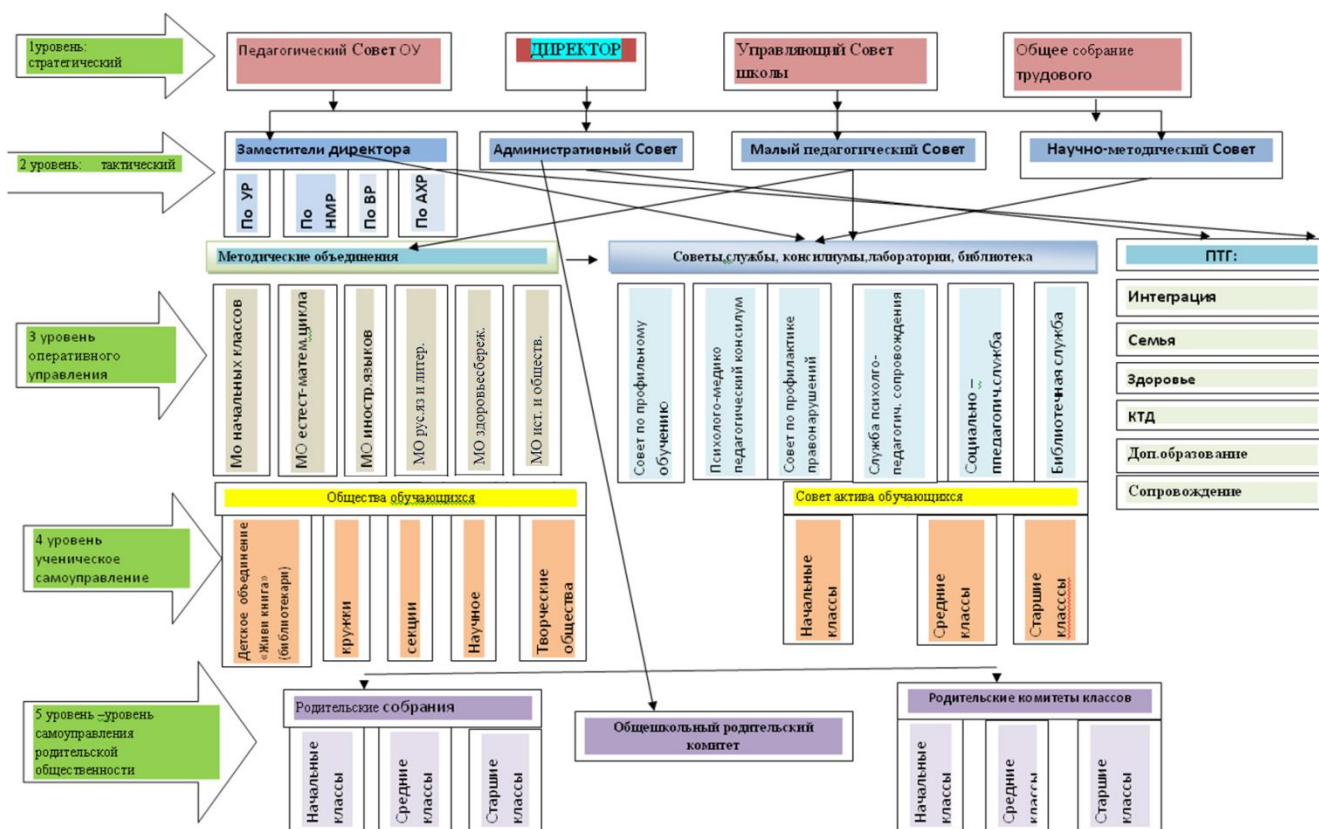 1уровень:
стратегический
Педагогический Совет ОУ
ДИРЕКТОР
Управляющий Совет
школы
Общее собрание
трудового
2 уровень: тактический
Заместители директора
Административный Совет
Малый педагогический Совет
Научно-методический Совет
По УР
По
НМР
По ВР
По АХР
Методические объединения
Советы,службы, консилиумы,лаборатории, библиотека
ПТГ:
Интеграция
Семья
Здоровье
КТД
Доп.образование
Сопровождение
3 уровень
оперативного
управления
Мо начальных классов
МО естест-матем.цикла
МО иностр.языков
МО рус.яз и литер.
МО здоровьесбереж.
МО ист. и обществ.
Совет по профильному
обучению
Психолого-медико
педагогический консилум
Совет по профилактике
правонарушений
Служба психолго-
педагогич. сопровождения
Социально –
ппедагогич.служба
Библиотечная служба
Общества обучающихся
Совет актива обучающихся
4 уровень
ученическое
самоуправление
Детское объединение
«Живи книга»
(библиотекари)
кружки
секции
Научное
Творческие
общества
Начальные
классы
Средние
классы
Старшие
класссы
5 уровень –уровень
самоуправления
родительской
общественности
Родительские собрания
Общешкольный родительский
комитет
Родительские комитеты классов
Начальные
классы
Средние
классы
Старшие
классы
Начальные
классы
Средние
классы
Старшие
классы